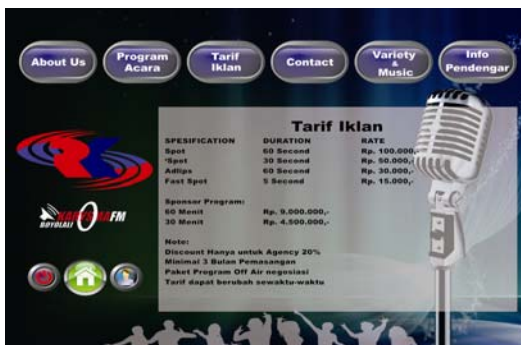 About Us
Program Acara
Tarif Iklan
Contact
Variety & Music
Info Pendengar
Tarif Iklan
SPESIFICATION DURATION RATE
Spot 60 Second Rp. 100.000,-
'Spot 30 Second Rp. 50.000,-
Adlips 60 Second Rp. 30.000,-
Fast Spot 5 Second Rp. 15.000,-
Sponsor Program:
60 Menit Rp. 9.000.000,-
30 Menit Rp. 4.500.000,-
Note:
Discount Hanya untuk Agency 20%
Minimal 3 Bulan Pemasangan
Paket Program Off Air negosiasi
Tarif dapat berubah sewaktu-waktu
BOYOLALI FM